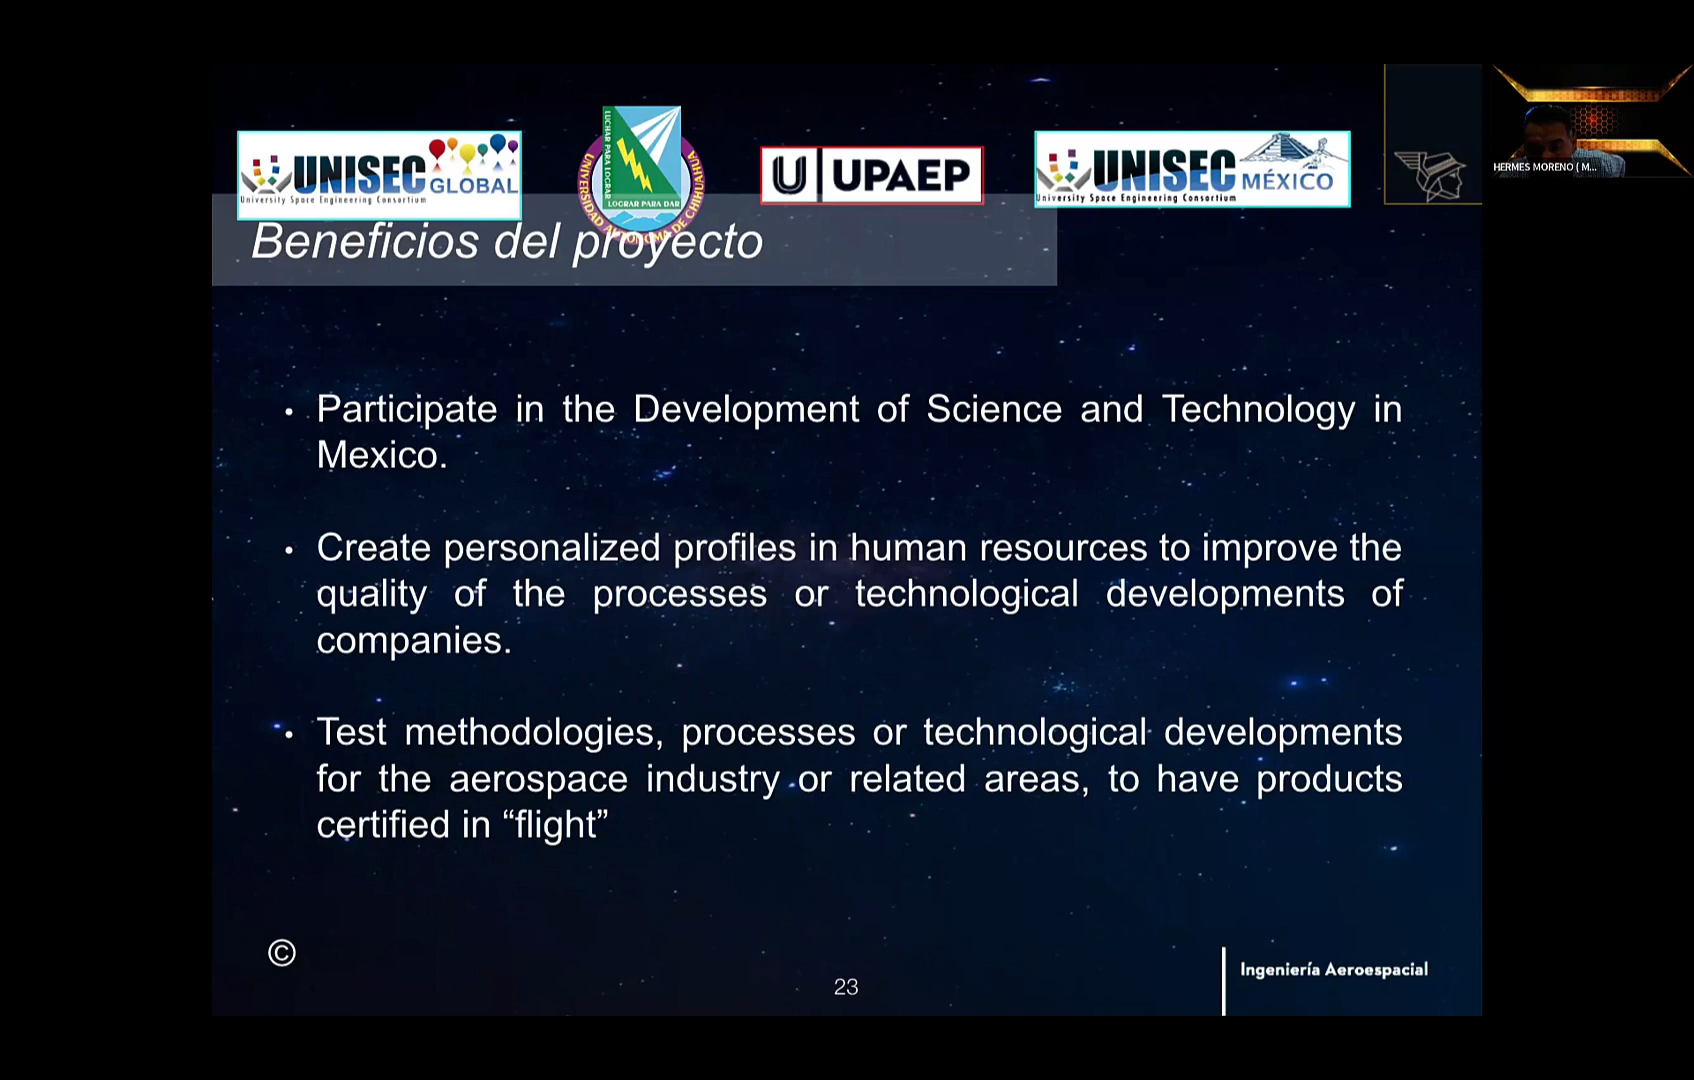 UNISEC GLOBAL
University Space Engineering Consortium
LUCHAR PARA LOGRAR
LOGRAR PARA DAR
UNIVERSIDAD AUTÓNOMA DE CHIHUAHUA
U UPAEP
UNISEC MÉXICO
University Space Engineering Consortium
HERMES MORENO ( M...
Beneficios del proyecto
• Participate in the Development of Science and Technology in
Mexico.
• Create personalized profiles in human resources to improve the
quality of the processes or technological developments of
companies.
• Test methodologies, processes or technological developments
for the aerospace industry or related areas, to have products
certified in “flight”
©
23
Ingeniería Aeroespacial